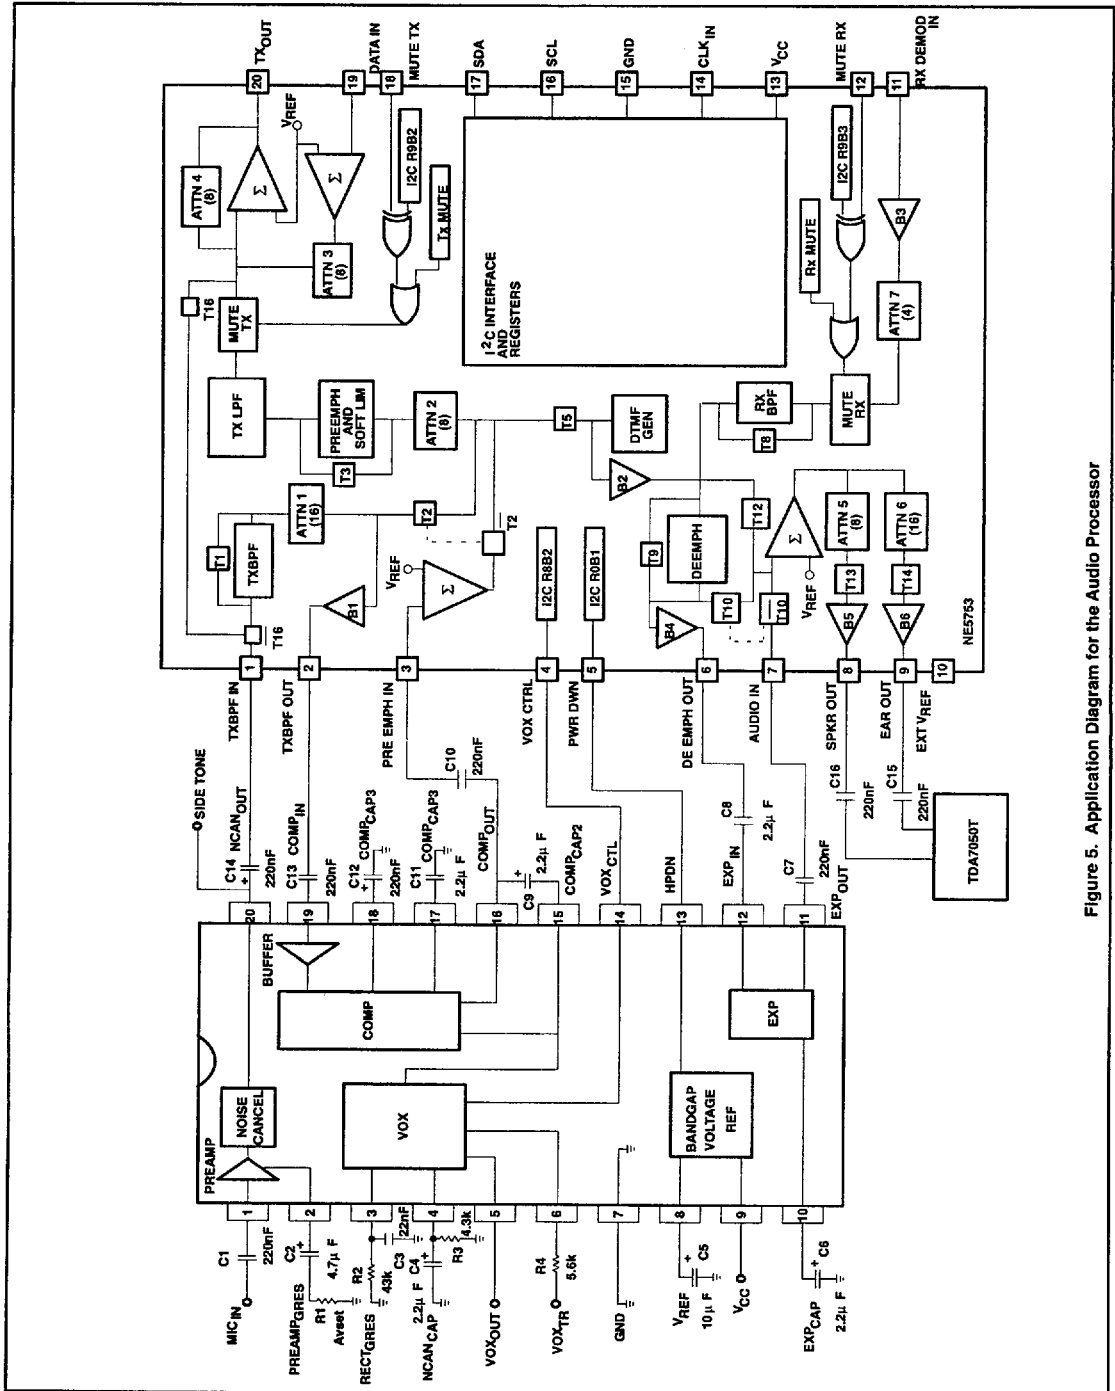 MICIN
C1
220nF
PREAMPGRES
C2
+
4.7μ F
R1
Avset
RECTGRES
R2
43k
C3
22nF
NCANCAP
2.2μ F
C4
+
R3
4.3k
VOXOUT
VOXTR
R4
5.6k
GND
VREF
10μ F
+
C5
VCC
EXPCAP
2.2μ F
+
C6
1
2
3
4
5
6
7
8
9
10
PREAMP
NOISE
CANCEL
BUFFER
COMP
VOX
BANDGAP
VOLTAGE
REF
EXP
20
19
18
17
16
15
14
13
12
11
SIDE TONE
C14
+
220nF
NCANOUT
C13
220nF
COMPIN
C12
+
220nF
COMPCAP3
C11
2.2μ F
COMPCAP3
C10
220nF
COMPOUT
C9
+
2.2μ F
COMPCAP2
VOXCTL
HPDN
EXPIN
C8
2.2μ F
C7
220nF
EXPOUT
C16
220nF
C15
220nF
TDA7050T
TXBPF IN
TXBPF OUT
PRE EMPH IN
VOX CTRL
PWR DWN
DE EMPH OUT
AUDIO IN
SPKR OUT
EAR OUT
EXT VREF
1
2
3
4
5
6
7
8
9
10
NE5753
T16
T1
TXBPF
ATTN 1
(16)
B1
T2
T2
VREF
Σ
I2C R8B2
I2C R0B1
TX LPF
T3
PREEMPH
AND
SOFT LIM
ATTN 2
(8)
T5
DTMF
GEN
B2
T16
MUTE
TX
ATTN 3
(8)
ATTN 4
(8)
Σ
VREF
Σ
I2C R9B2
Tx MUTE
I2C INTERFACE
AND
REGISTERS
T9
DEEMPH
B4
T10
T10
T12
Σ
VREF
ATTN 5
(8)
T13
B5
ATTN 6
(16)
T14
B6
RX
BPF
T8
MUTE
RX
Rx MUTE
I2C R9B3
ATTN 7
(4)
B3
20
TXOUT
19
DATA IN
18
MUTE TX
17
SDA
16
SCL
15
GND
14
CLKIN
13
VCC
12
MUTE RX
11
RX DEMODIN
Figure 5. Application Diagram for the Audio Processor